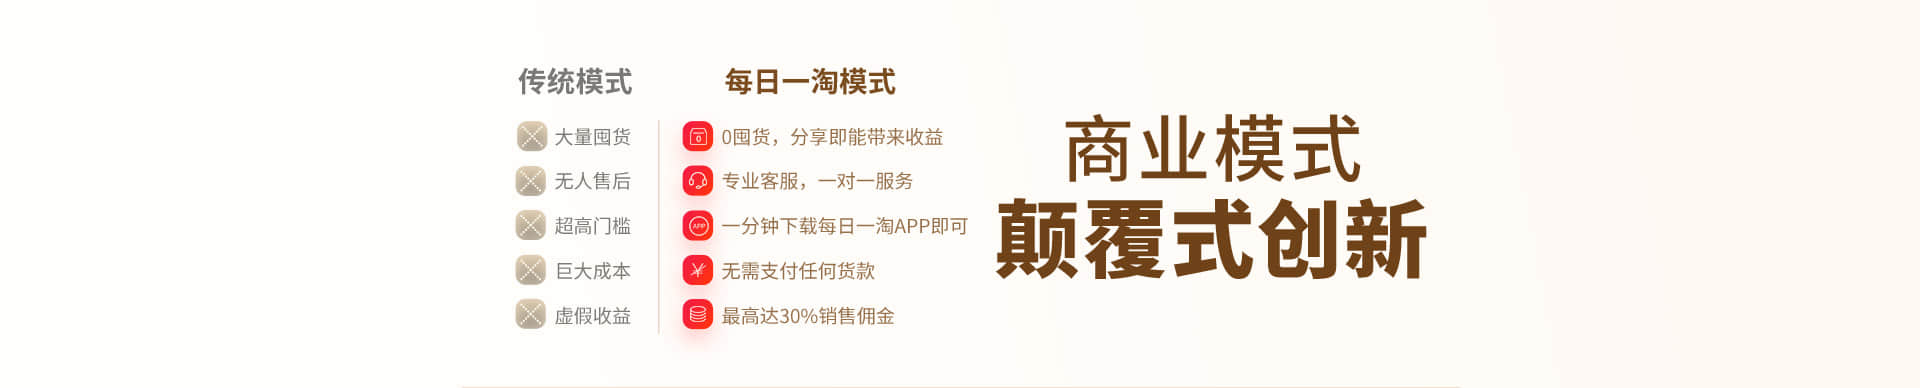 传统模式
大量囤货
无人售后
超高门槛
巨大成本
虚假收益
每日一淘模式
0囤货，分享即能带来收益
专业客服，一对一服务
APP
一分钟下载每日一淘APP即可
无需支付任何货款
最高达30%销售佣金
商业模式
颠覆式创新